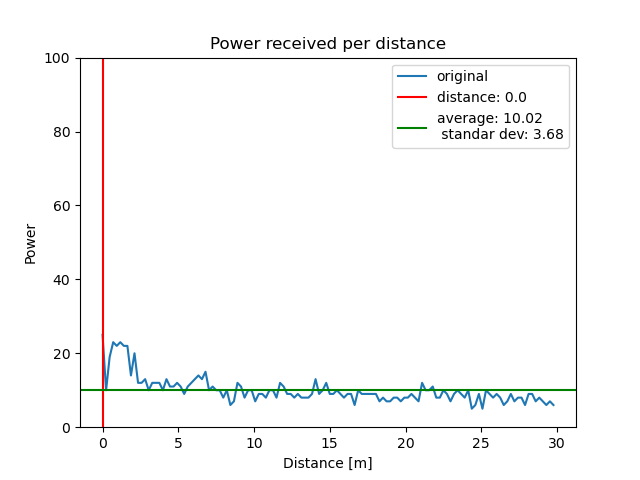 Power received per distance
original
distance: 0.0
average: 10.02
standar dev: 3.68
Power
100
80
60
40
20
0
0 5 10 15 20 25 30
Distance [m]